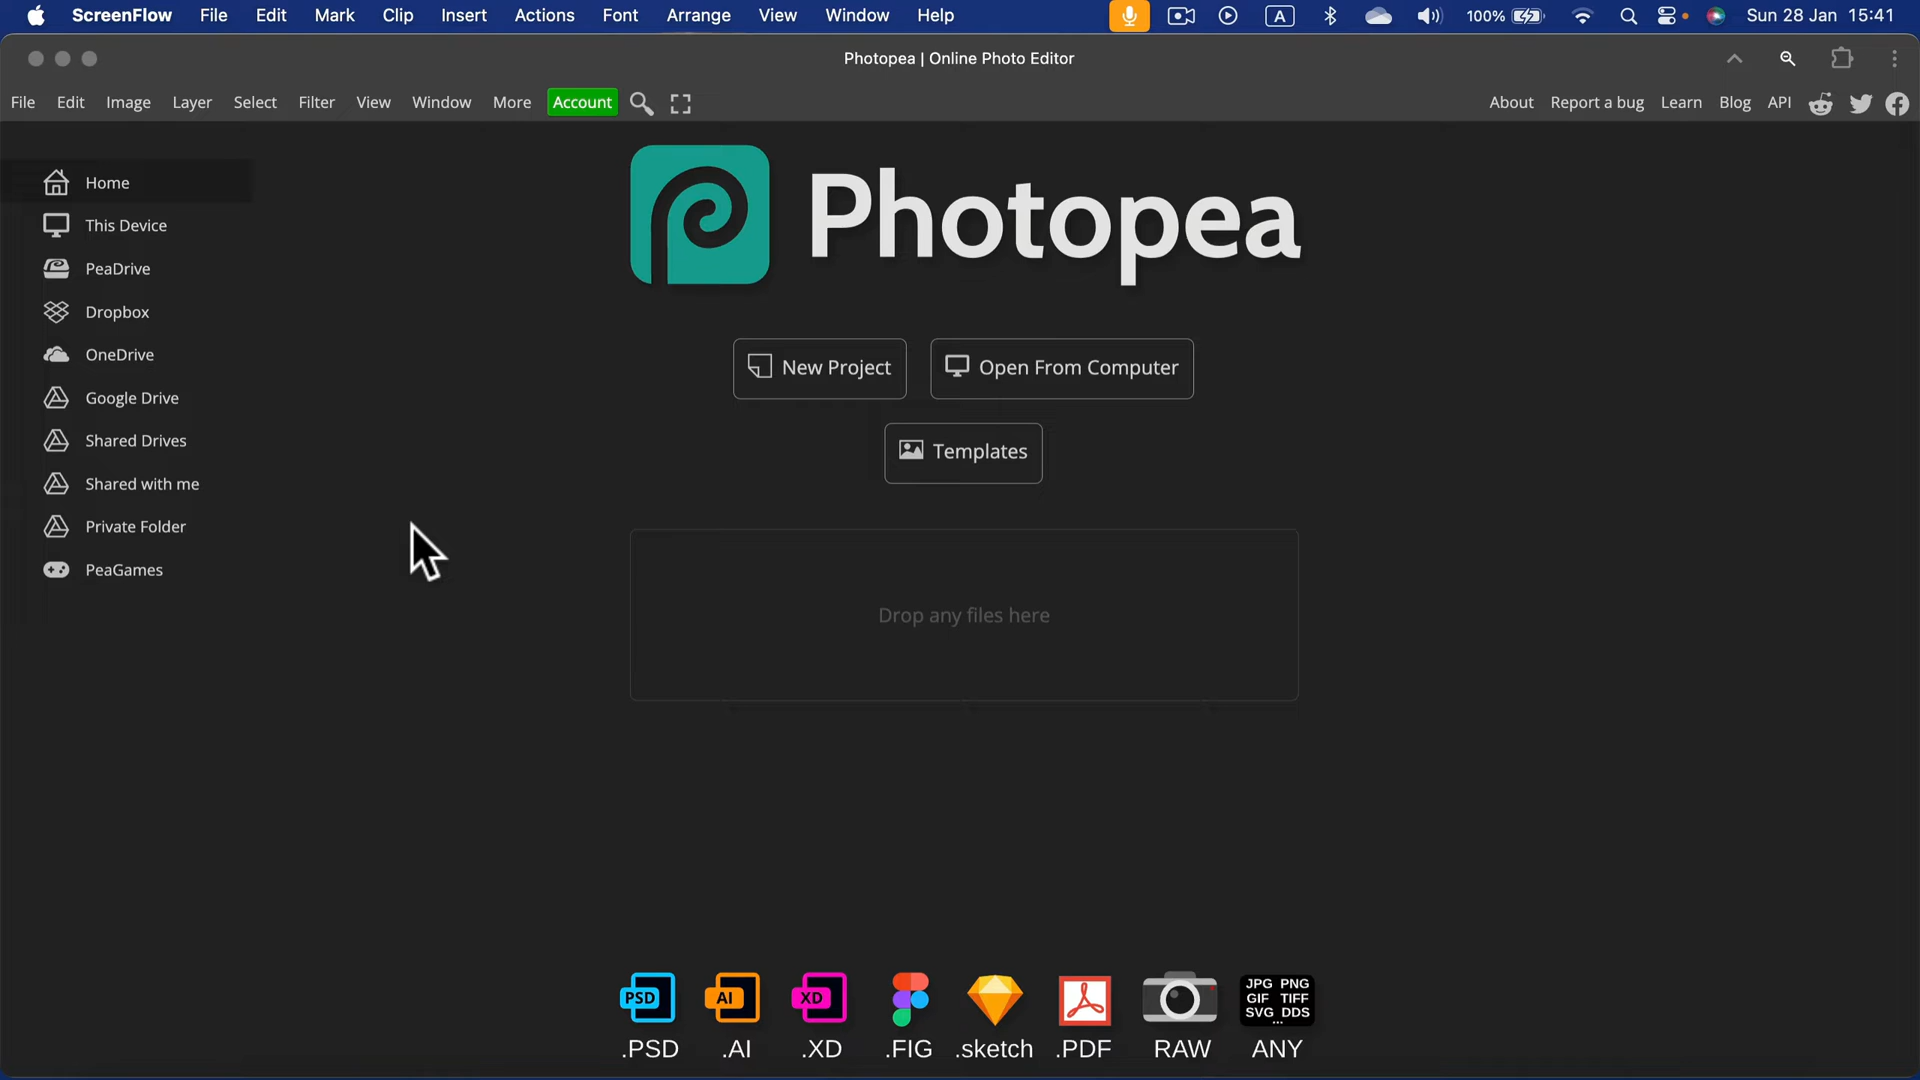 ScreenFlow File Edit Mark Clip Insert Actions Font Arrange View Window Help A 100% Sun 28 Jan 15:41
Photopea | Online Photo Editor
File Edit Image Layer Select Filter View Window More Account About Report a bug Learn Blog API
Photopea
Home
This Device
PeaDrive
Dropbox
OneDrive
Google Drive
Shared Drives
Shared with me
Private Folder
PeaGames
New Project Open From Computer
Templates
Drop any files here
PSD AI XD JPG PNG
GIF TIFF
SVG DDS
...
.PSD .AI .XD .FIG .sketch .PDF RAW ANY